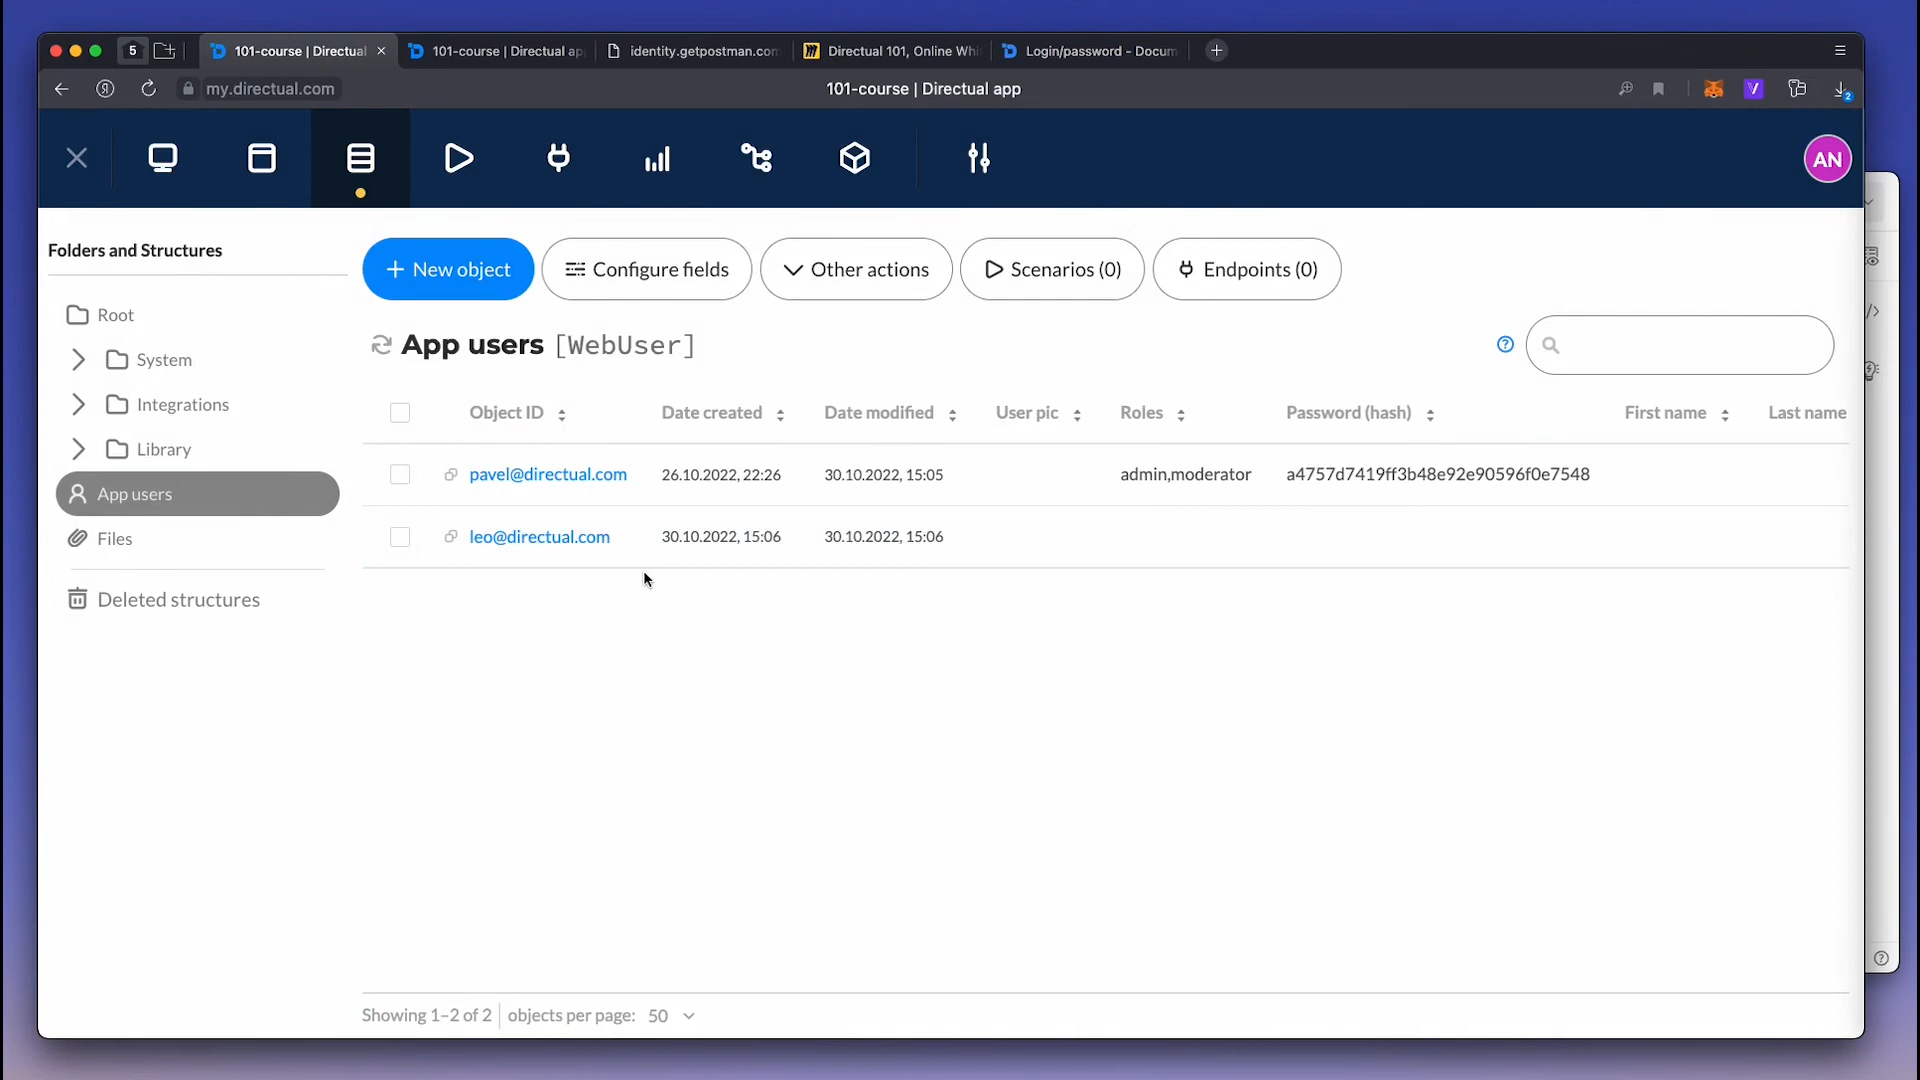 5
101-course | Directual
101-course | Directual ap
identity.getpostman.com
Directual 101, Online Whi
Login/password - Docum
my.directual.com
101-course | Directual app
2
AN
Folders and Structures
Root
System
Integrations
Library
App users
Files
Deleted structures
+ New object
Configure fields
Other actions
Scenarios (0)
Endpoints (0)
App users [WebUser]
Object ID
Date created
Date modified
User pic
Roles
Password (hash)
First name
Last name
pavel@directual.com
26.10.2022, 22:26
30.10.2022, 15:05
admin,moderator
a4757d7419ff3b48e92e90596f0e7548
leo@directual.com
30.10.2022, 15:06
30.10.2022, 15:06
Showing 1–2 of 2
objects per page: 50